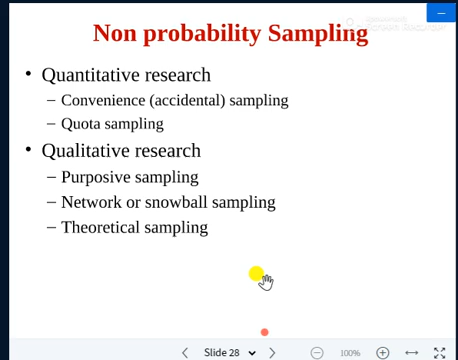 Non probability Sampling
• Quantitative research
– Convenience (accidental) sampling
– Quota sampling
• Qualitative research
– Purposive sampling
– Network or snowball sampling
– Theoretical sampling
Slide 28
100%